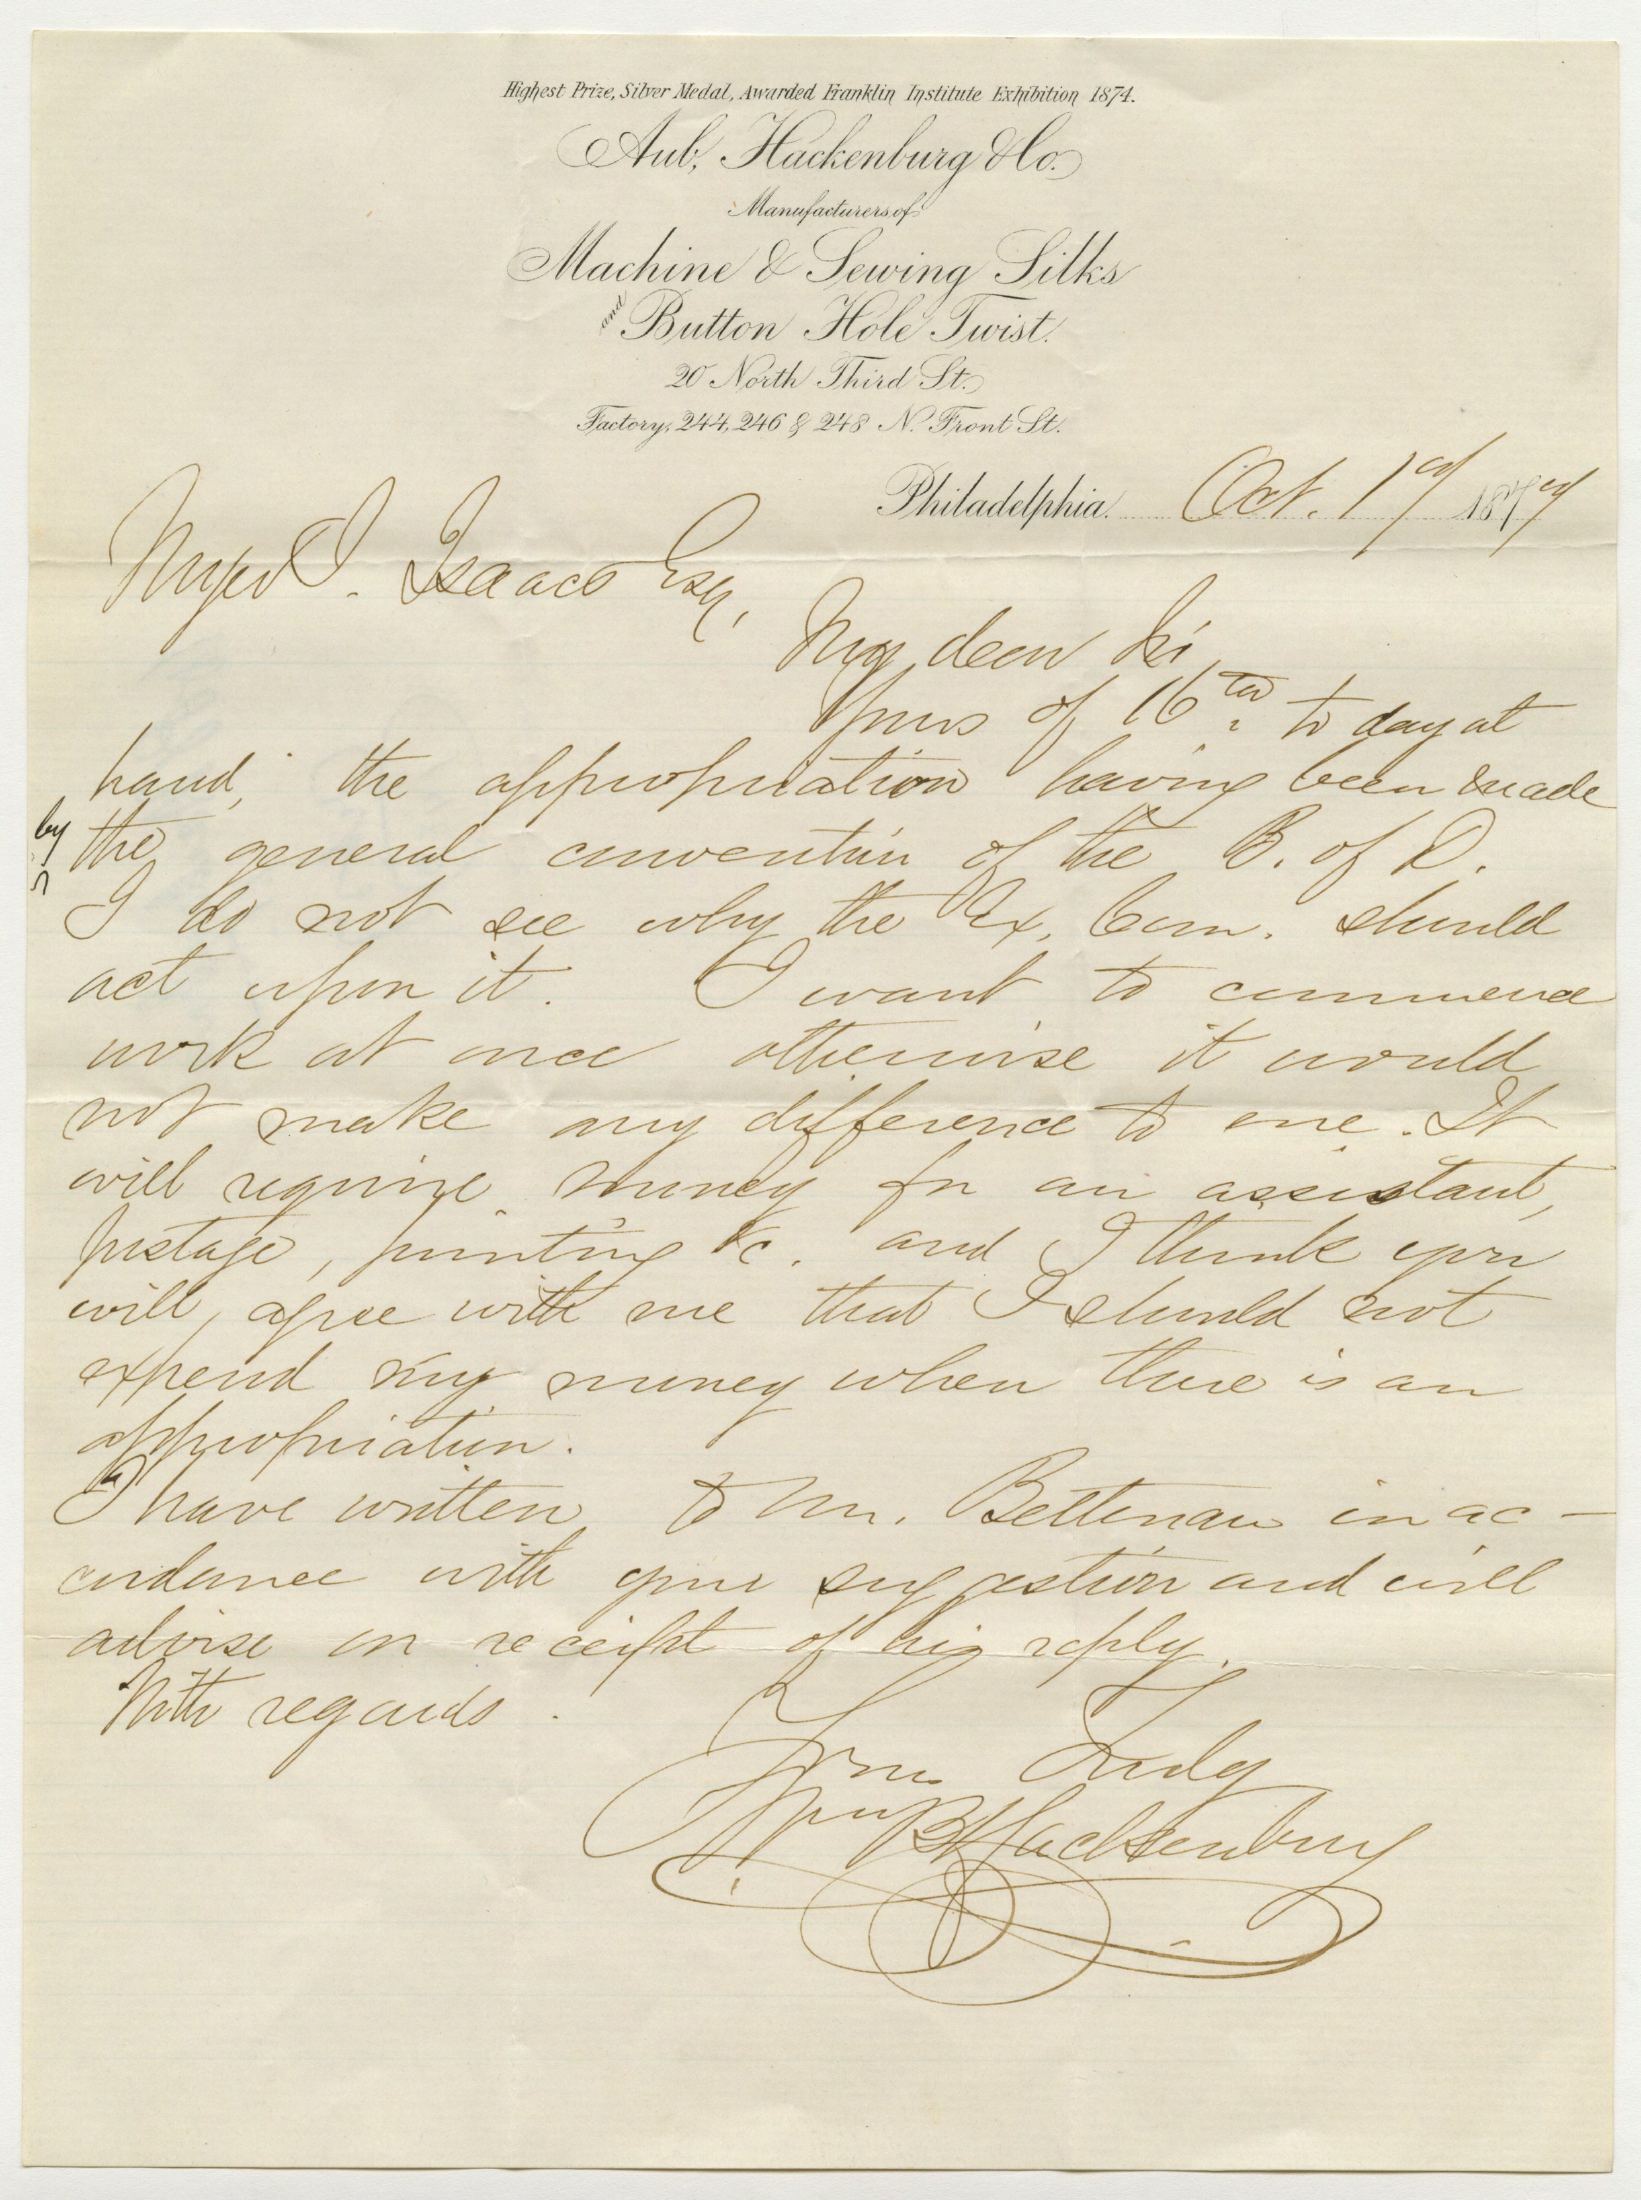 Highest Prize, Silver Medal, Awarded Franklin Institute Exhibition 1874.
Aub, Hackenburg & Co.
Manufacturers of
Machine & Sewing Silks
and Button Hole Twist.
20 North Third St.
Factory, 244, 246 & 248 N. Front St.
Philadelphia. Oct. 17 1877
Myer S. Isaacs Esq,
My dear Sir
Yours of 16th to day at
hand, the appropriation having been made
by the general convention of the B. of D.
I do not see why the Ex. Com. should
act upon it. I want to commence
work at once otherwise it would
not make any difference to me. It
will require money for an assistant,
postage, printing &c. and I think you
will, agree with me that I should not
expend my money when there is an
appropriation.
I have written to Mr. Bettman in ac-
cordance with your suggestion and will
advise on receipt of his reply.
With regards.
Yours Truly
Wm B Hackenburg